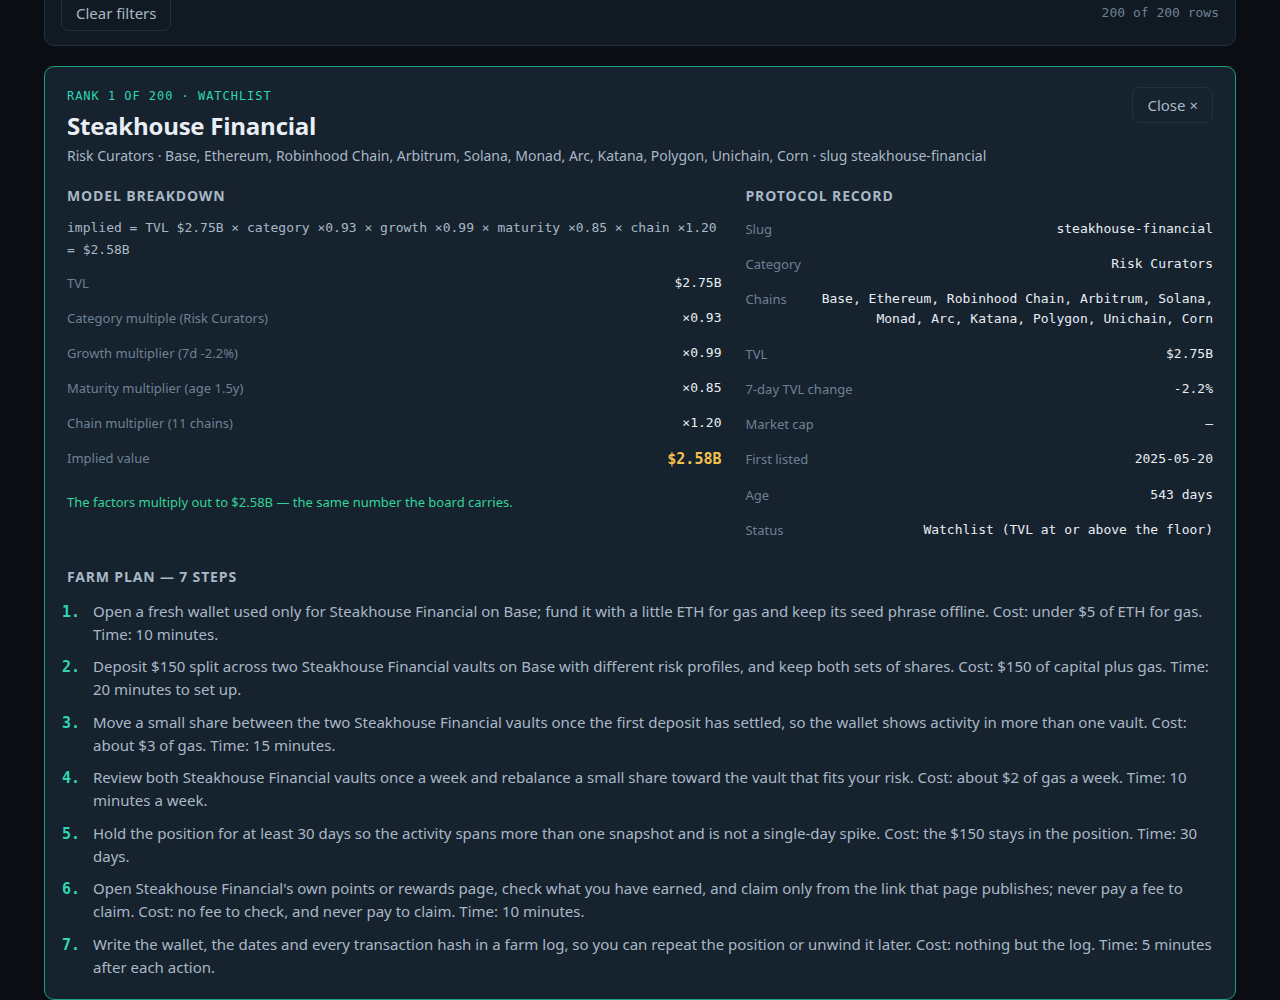 Clear filters
200 of 200 rows
RANK 1 OF 200 · WATCHLIST
Close ×
Steakhouse Financial
Risk Curators · Base, Ethereum, Robinhood Chain, Arbitrum, Solana, Monad, Arc, Katana, Polygon, Unichain, Corn · slug steakhouse-financial
MODEL BREAKDOWN
implied = TVL $2.75B × category ×0.93 × growth ×0.99 × maturity ×0.85 × chain ×1.20
= $2.58B
TVL $2.75B
Category multiple (Risk Curators) ×0.93
Growth multiplier (7d -2.2%) ×0.99
Maturity multiplier (age 1.5y) ×0.85
Chain multiplier (11 chains) ×1.20
Implied value $2.58B
The factors multiply out to $2.58B — the same number the board carries.
PROTOCOL RECORD
Slug steakhouse-financial
Category Risk Curators
Chains Base, Ethereum, Robinhood Chain, Arbitrum, Solana,
Monad, Arc, Katana, Polygon, Unichain, Corn
TVL $2.75B
7-day TVL change -2.2%
Market cap —
First listed 2025-05-20
Age 543 days
Status Watchlist (TVL at or above the floor)
FARM PLAN — 7 STEPS
1. Open a fresh wallet used only for Steakhouse Financial on Base; fund it with a little ETH for gas and keep its seed phrase offline. Cost: under $5 of ETH for gas.
Time: 10 minutes.
2. Deposit $150 split across two Steakhouse Financial vaults on Base with different risk profiles, and keep both sets of shares. Cost: $150 of capital plus gas. Time:
20 minutes to set up.
3. Move a small share between the two Steakhouse Financial vaults once the first deposit has settled, so the wallet shows activity in more than one vault. Cost:
about $3 of gas. Time: 15 minutes.
4. Review both Steakhouse Financial vaults once a week and rebalance a small share toward the vault that fits your risk. Cost: about $2 of gas a week. Time: 10
minutes a week.
5. Hold the position for at least 30 days so the activity spans more than one snapshot and is not a single-day spike. Cost: the $150 stays in the position. Time: 30
days.
6. Open Steakhouse Financial's own points or rewards page, check what you have earned, and claim only from the link that page publishes; never pay a fee to
claim. Cost: no fee to check, and never pay to claim. Time: 10 minutes.
7. Write the wallet, the dates and every transaction hash in a farm log, so you can repeat the position or unwind it later. Cost: nothing but the log. Time: 5 minutes
after each action.